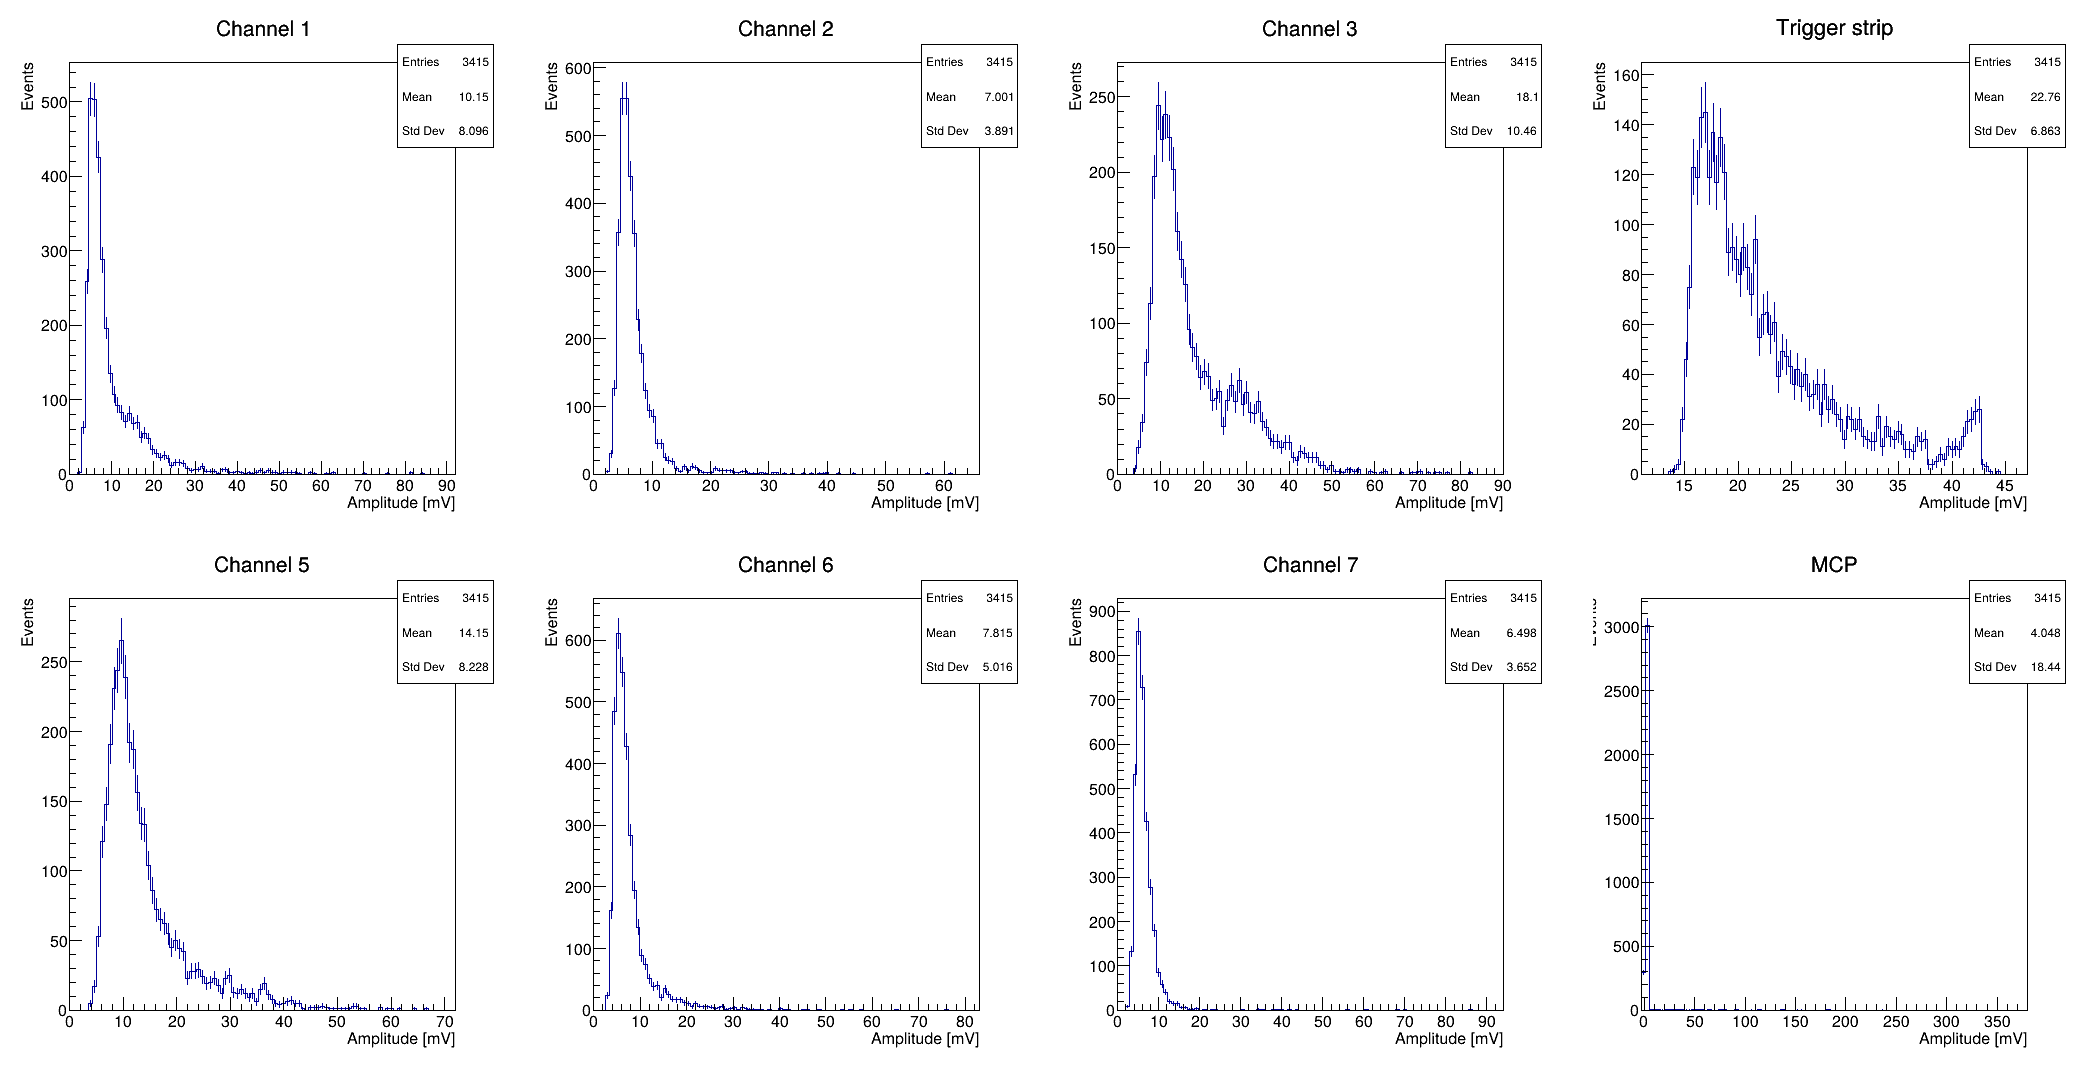 Channel 1
Events
Entries 3415
Mean 10.15
Std Dev 8.096
500
400
300
200
100
0
0 10 20 30 40 50 60 70 80 90
Amplitude [mV]
Channel 2
Events
Entries 3415
Mean 7.001
Std Dev 3.891
600
500
400
300
200
100
0
0 10 20 30 40 50 60
Amplitude [mV]
Channel 3
Events
Entries 3415
Mean 18.1
Std Dev 10.46
250
200
150
100
50
0
0 10 20 30 40 50 60 70 80 90
Amplitude [mV]
Trigger strip
Events
Entries 3415
Mean 22.76
Std Dev 6.863
160
140
120
100
80
60
40
20
0
15 20 25 30 35 40 45
Amplitude [mV]
Channel 5
Events
Entries 3415
Mean 14.15
Std Dev 8.228
250
200
150
100
50
0
0 10 20 30 40 50 60 70
Amplitude [mV]
Channel 6
Events
Entries 3415
Mean 7.815
Std Dev 5.016
600
500
400
300
200
100
0
0 10 20 30 40 50 60 70 80
Amplitude [mV]
Channel 7
Events
Entries 3415
Mean 6.498
Std Dev 3.652
900
800
700
600
500
400
300
200
100
0
0 10 20 30 40 50 60 70 80 90
Amplitude [mV]
MCP
Entries 3415
Mean 4.048
Std Dev 18.44
3000
2500
2000
1500
1000
500
0
0 50 100 150 200 250 300 350
Amplitude [mV]